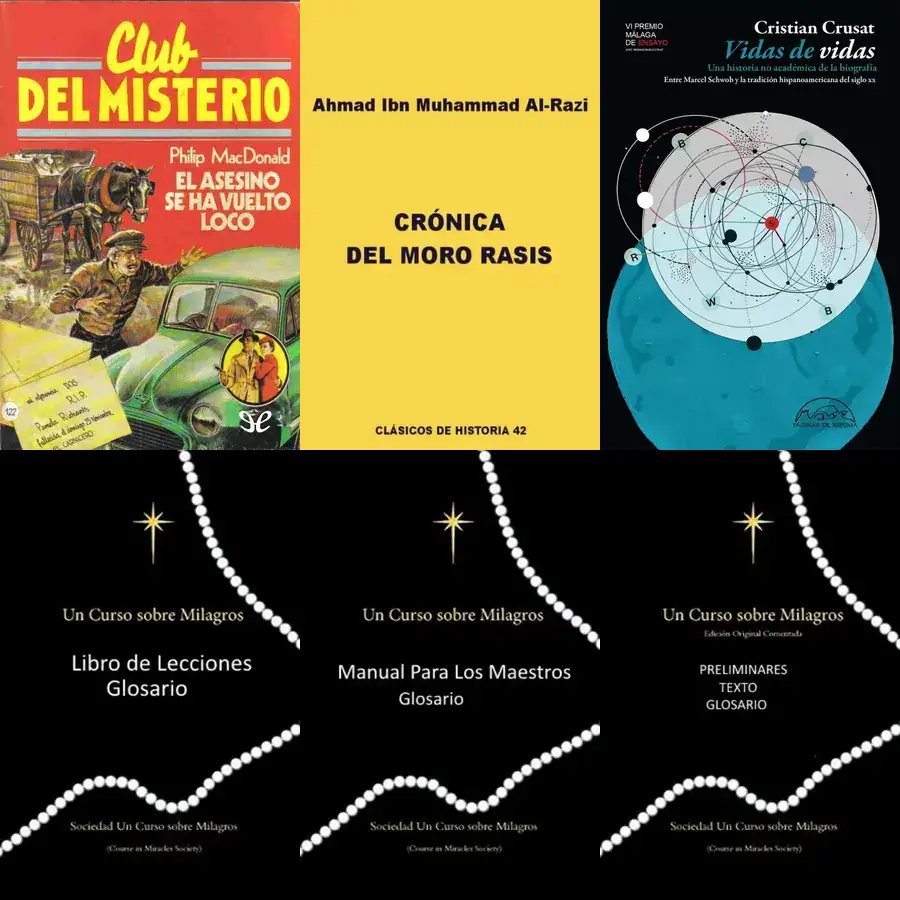 Club
DEL MISTERIO
Philip MacDonald
EL ASESINO
SE HA VUELTO
LOCO
122
R.I.P.
EL CARNICERO
Ahmad Ibn Muhammad Al-Razi
CRÓNICA
DEL MORO RASIS
CLÁSICOS DE HISTORIA 42
VI PREMIO
MÁLAGA
DE ENSAYO
Cristian Crusat
Vidas de vidas
Una historia no académica de la biografía
Entre Marcel Schwob y la tradición hispanoamericana del siglo xx
B
C
R
W
B
PÁGINAS DE ESPUMA
Un Curso sobre Milagros
Libro de Lecciones
Glosario
Sociedad Un Curso sobre Milagros
(Course in Miracles Society)
Un Curso sobre Milagros
Manual Para Los Maestros
Glosario
Sociedad Un Curso sobre Milagros
(Course in Miracles Society)
Un Curso sobre Milagros
Edición Original Comentada
PRELIMINARES
TEXTO
GLOSARIO
Sociedad Un Curso sobre Milagros
(Course in Miracles Society)